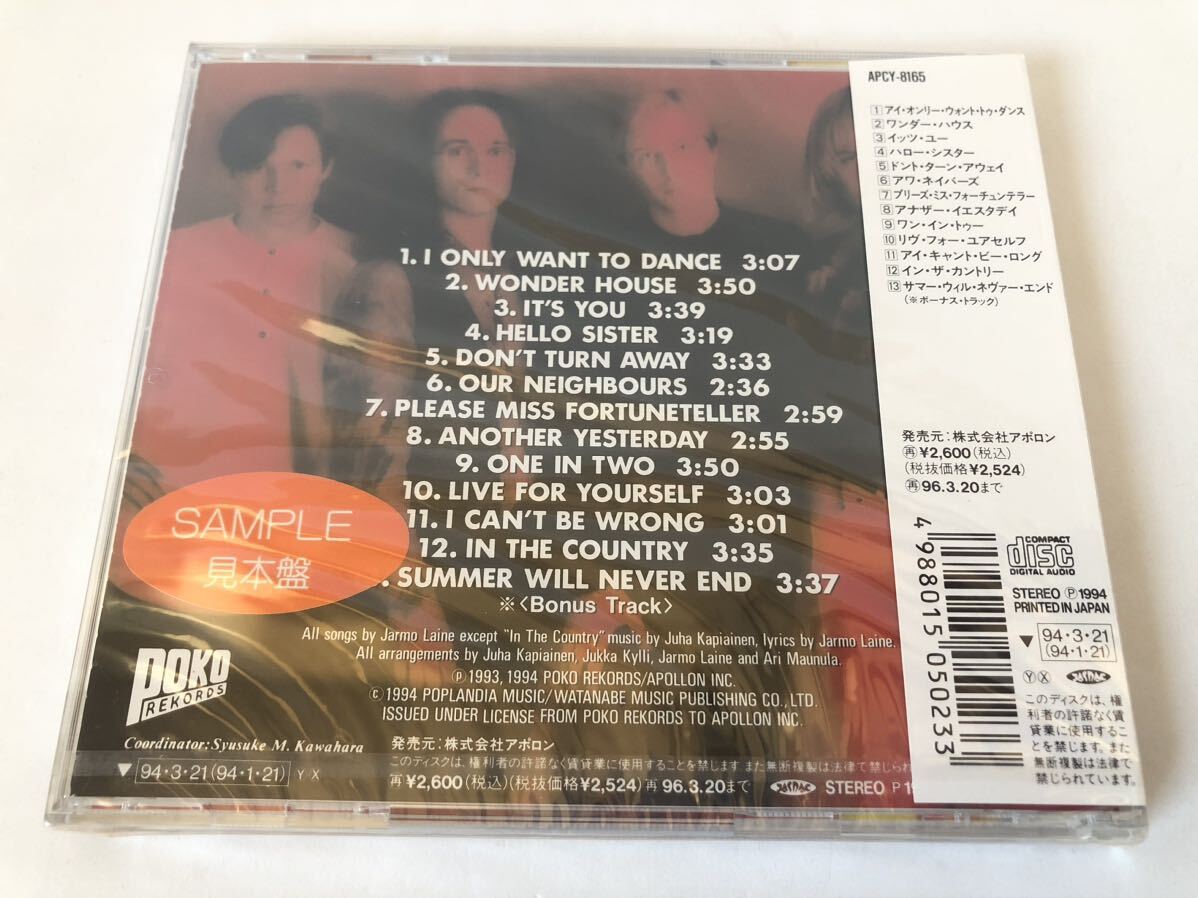 1. I ONLY WANT TO DANCE 3:07
2. WONDER HOUSE 3:50
3. IT'S YOU 3:39
4. HELLO SISTER 3:19
5. DON'T TURN AWAY 3:33
6. OUR NEIGHBOURS 2:36
7. PLEASE MISS FORTUNETELLER 2:59
8. ANOTHER YESTERDAY 2:55
9. ONE IN TWO 3:50
10. LIVE FOR YOURSELF 3:03
11. I CAN'T BE WRONG 3:01
12. IN THE COUNTRY 3:35
. SUMMER WILL NEVER END 3:37
※〈Bonus Track〉
SAMPLE
見本盤
All songs by Jarmo Laine except "In The Country" music by Juha Kapiainen, lyrics by Jarmo Laine.
All arrangements by Juha Kapiainen, Jukka Kylli, Jarmo Laine and Ari Maunula.
Ⓟ 1993, 1994 POKO REKORDS/APOLLON INC.
Ⓒ 1994 POPLANDIA MUSIC/WATANABE MUSIC PUBLISHING CO., LTD.
ISSUED UNDER LICENSE FROM POKO REKORDS TO APOLLON INC.
POKO
REKORDS
Coordinator: Syusuke M. Kawahara
▼ 94・3・21(94・1・21) Y X
発売元：株式会社アポロン
このディスクは、権利者の許諾なく賃貸業に使用することを禁じます また無断複製は法律で禁じられ
再¥2,600(税込)(税抜価格¥2,524)再96.3.20まで
STEREO P 19
APCY-8165
1 アイ・オンリー・ウォント・トゥ・ダンス
2 ワンダー・ハウス
3 イッツ・ユー
4 ハロー・シスター
5 ドント・ターン・アウェイ
6 アワ・ネイバーズ
7 プリーズ・ミス・フォーチュンテラー
8 アナザー・イエスタデイ
9 ワン・イン・トゥー
10 リヴ・フォー・ユアセルフ
11 アイ・キャント・ビー・ロング
12 イン・ザ・カントリー
13 サマー・ウィル・ネヴァー・エンド
(※ボーナス・トラック)
発売元：株式会社アポロン
再¥2,600(税込)
(税抜価格¥2,524)
再96.3.20まで
4 988015 050233
COMPACT
disc
DIGITAL AUDIO
STEREO Ⓟ 1994
PRINTED IN JAPAN
▼ 94・3・21
(94・1・21)
Y X
このディスクは、権
利者の許諾なく賃
貸業に使用するこ
とを禁じます。また
無断複製は法律で
禁じられています。